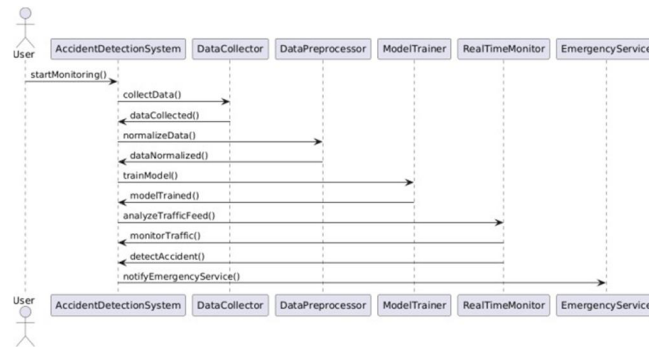 User
AccidentDetectionSystem DataCollector DataPreprocessor ModelTrainer RealTimeMonitor EmergencyService
startMonitoring()
collectData()
dataCollected()
normalizeData()
dataNormalized()
trainModel()
modelTrained()
analyzeTrafficFeed()
monitorTraffic()
detectAccident()
notifyEmergencyService()
User
AccidentDetectionSystem DataCollector DataPreprocessor ModelTrainer RealTimeMonitor EmergencyService